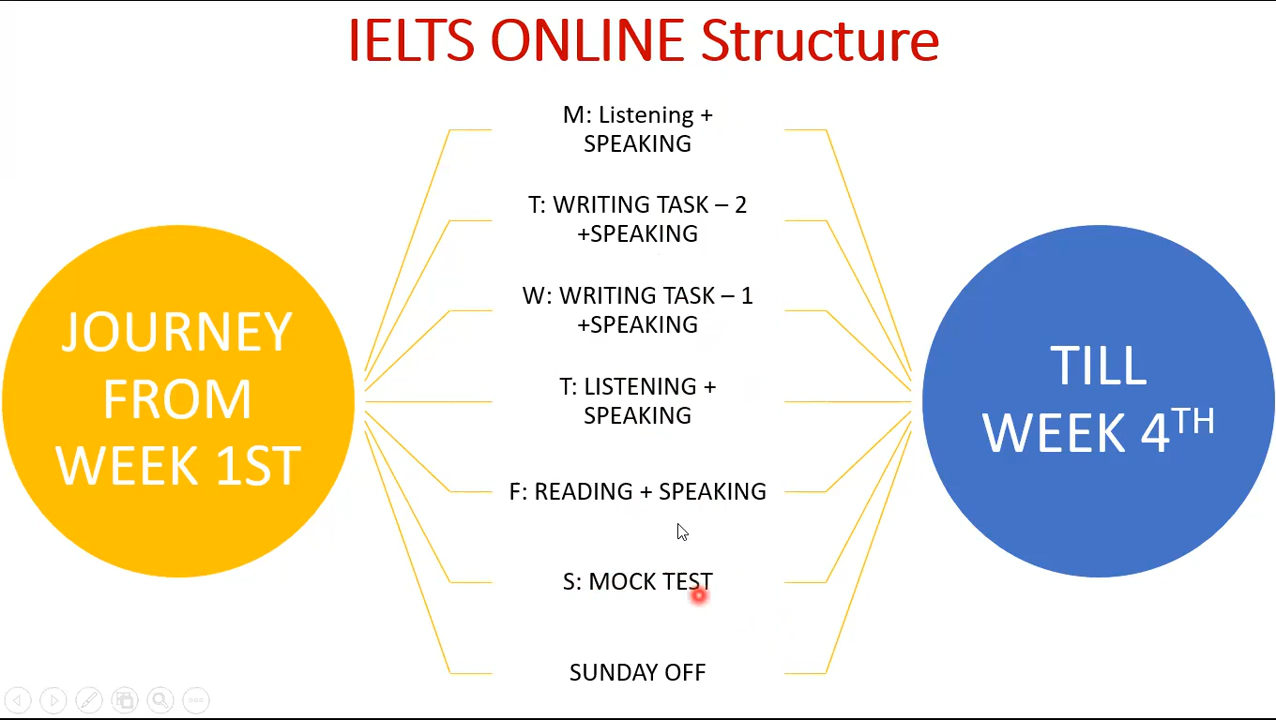 IELTS ONLINE Structure
JOURNEY
FROM
WEEK 1ST
M: Listening +
SPEAKING
T: WRITING TASK – 2
+SPEAKING
W: WRITING TASK – 1
+SPEAKING
T: LISTENING +
SPEAKING
F: READING + SPEAKING
S: MOCK TEST
SUNDAY OFF
TILL
WEEK 4TH